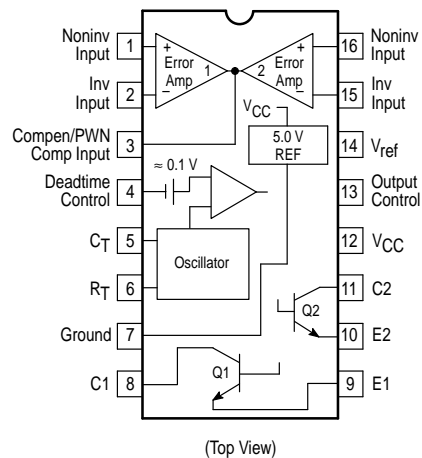 Noninv
Input
1
+
Error
Amp
1
–
Inv
Input
2
2
+
Error
Amp
–
16
Noninv
Input
15
Inv
Input
Compen/PWN
Comp Input
3
VCC
5.0 V
REF
14
Vref
≈ 0.1 V
Deadtime
Control
4
13
Output
Control
CT
5
Oscillator
12
VCC
RT
6
11
C2
Q2
Ground
7
10
E2
C1
8
Q1
9
E1
(Top View)